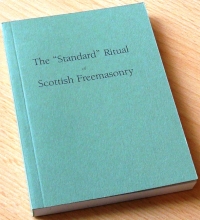 The "Standard" Ritual
of
Scottish Freemasonry